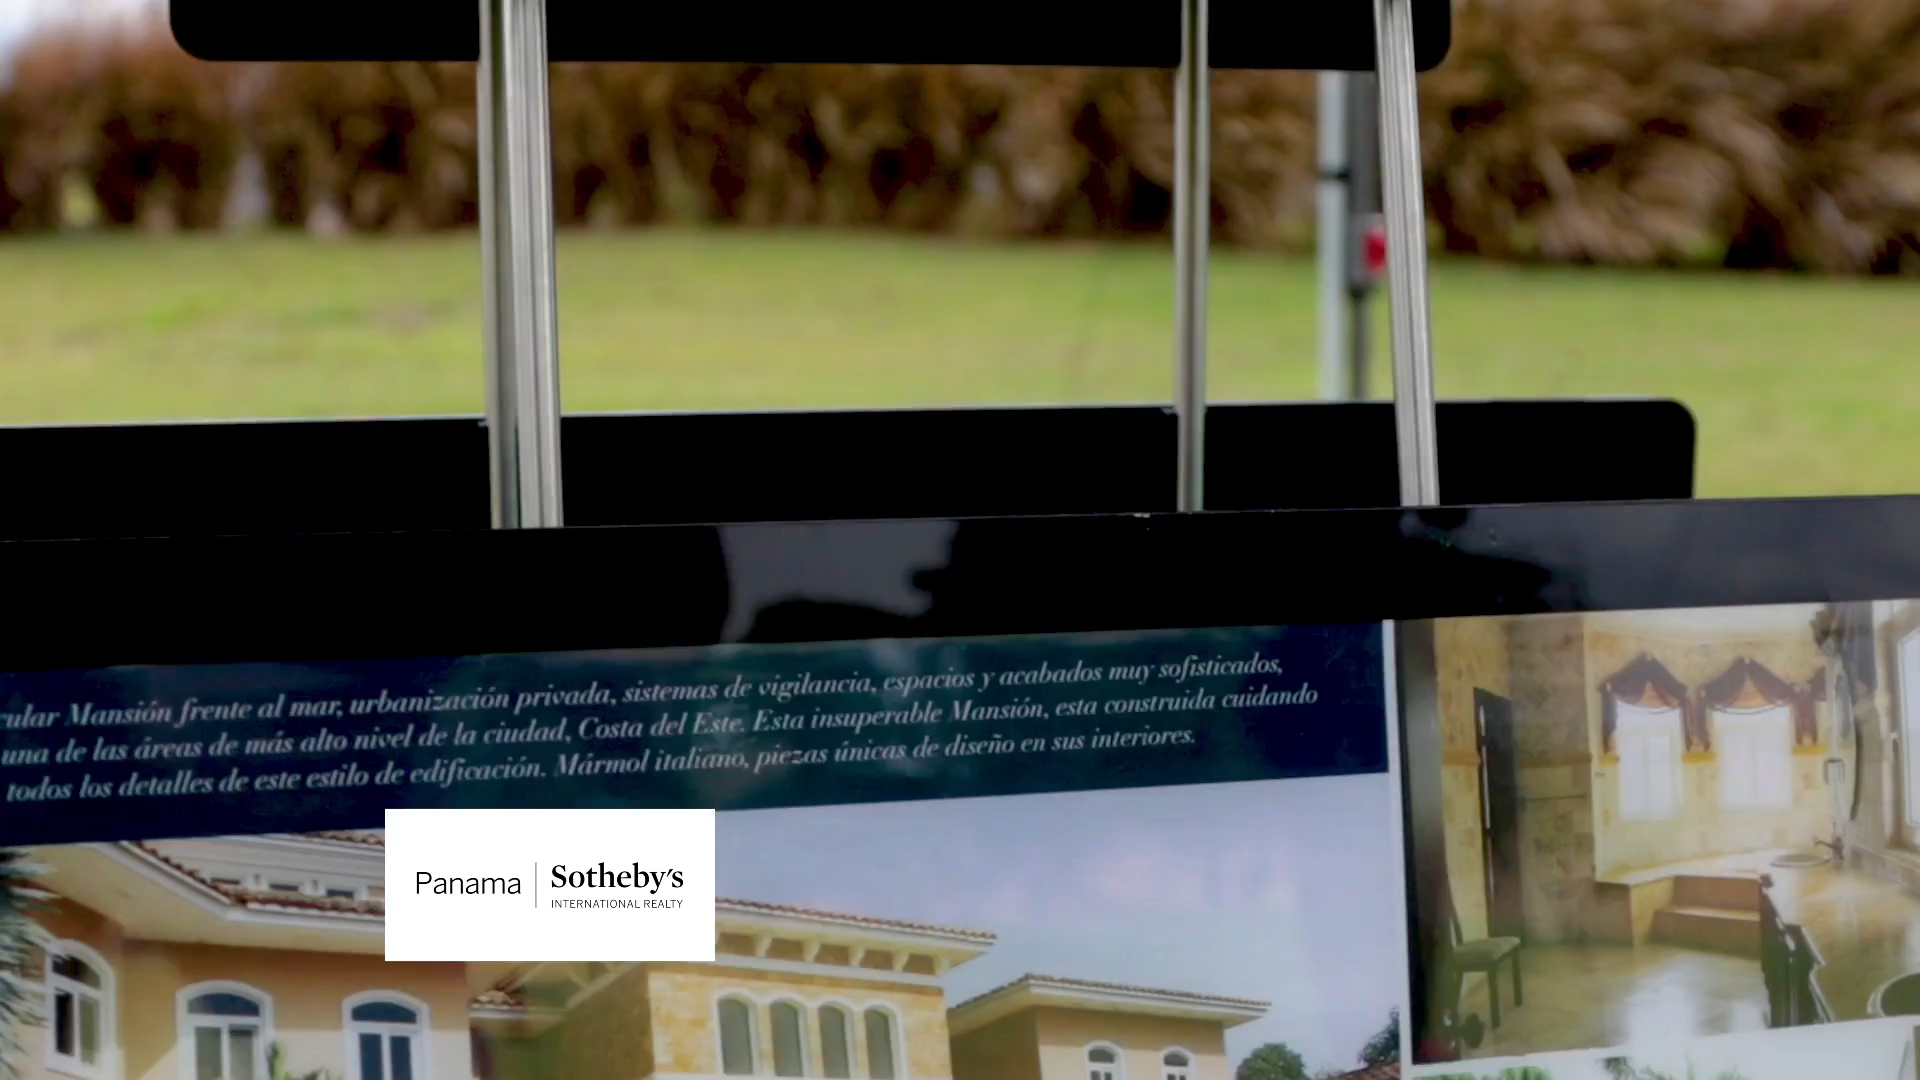 Mansión frente al mar, urbanización privada, sistemas de vigilancia, espacios y acabados muy sofisticados,
una de las áreas de más alto nivel de la ciudad, Costa del Este. Esta insuperable Mansión, esta construida cuidando
todos los detalles de este estilo de edificación. Mármol italiano, piezas únicas de diseño en sus interiores.
Panama
Sotheby's
INTERNATIONAL REALTY